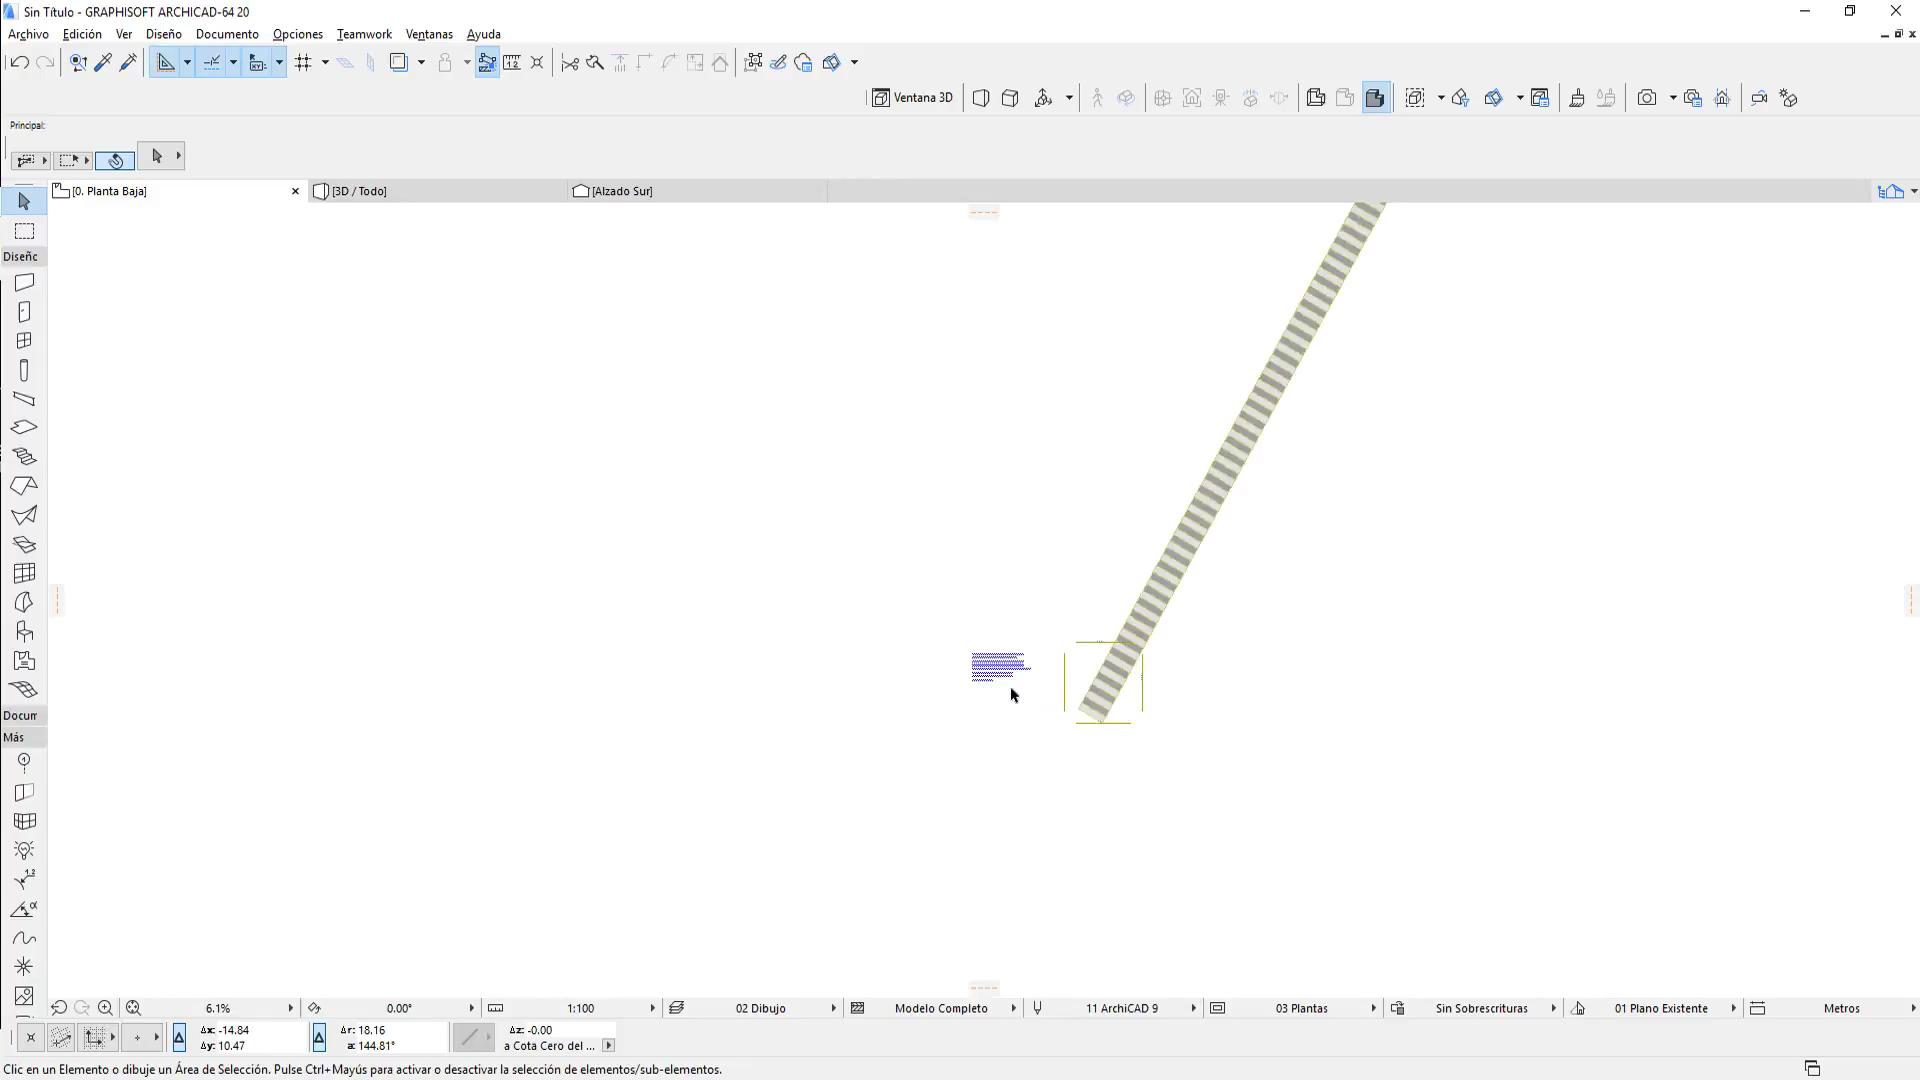 Sin Título - GRAPHISOFT ARCHICAD-64 20
Archivo Edición Ver Diseño Documento Opciones Teamwork Ventanas Ayuda
Ventana 3D
Principal:
[0. Planta Baja] [3D / Todo] [Alzado Sur]
Diseñc
Docum
Más
6.1% 0.00° 1:100 02 Dibujo Modelo Completo 11 ArchiCAD 9 03 Plantas Sin Sobrescrituras 01 Plano Existente Metros
Δx: -14.84 Δr: 18.16 Δz: -0.00
Δy: 10.47 a: 144.81° a Cota Cero del ...
Clic en un Elemento o dibuje un Área de Selección. Pulse Ctrl+Mayús para activar o desactivar la selección de elementos/sub-elementos.